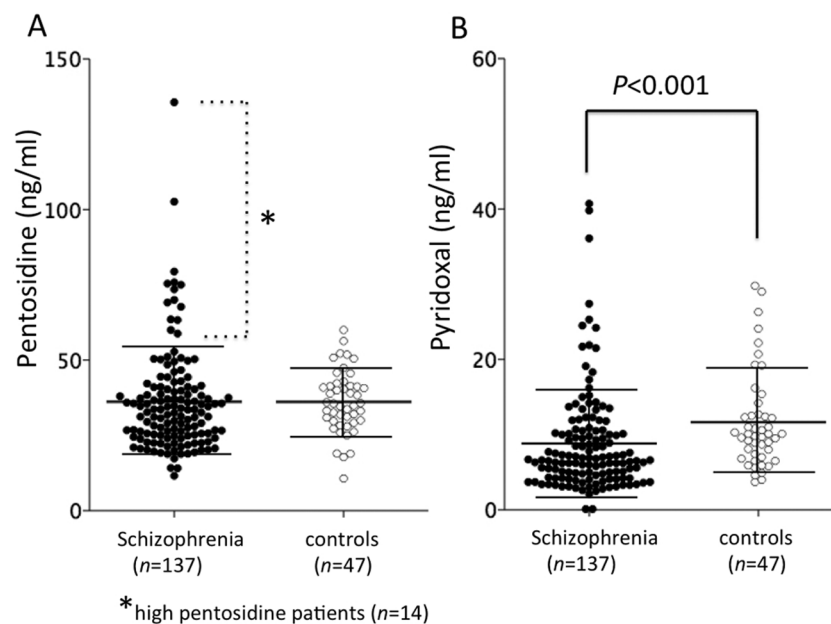 A
Pentosidine (ng/ml)
150
100
50
0
*
Schizophrenia
(n=137)
controls
(n=47)
*high pentosidine patients (n=14)
B
Pyridoxal (ng/ml)
60
40
20
0
P<0.001
Schizophrenia
(n=137)
controls
(n=47)